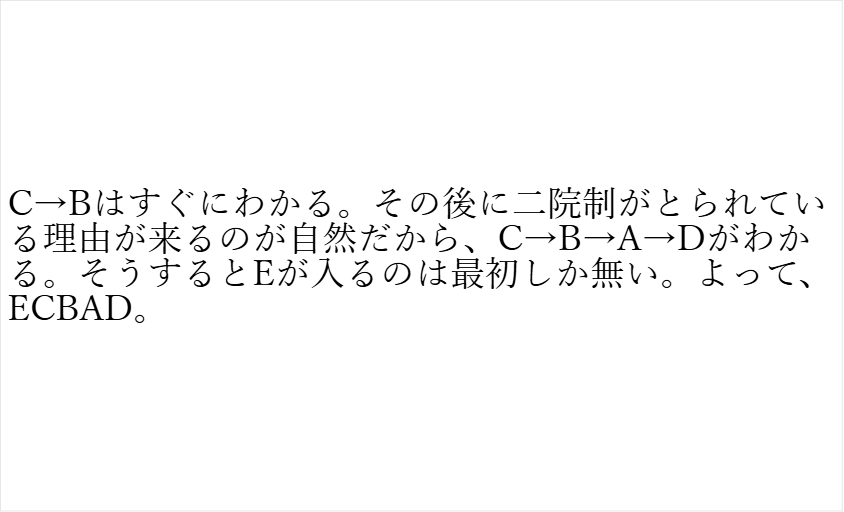 C→Bはすぐにわかる。その後に二院制がとられてい
る理由が来るのが自然だから、C→B→A→Dがわか
る。そうするとEが入るのは最初しか無い。よって、
ECBAD。